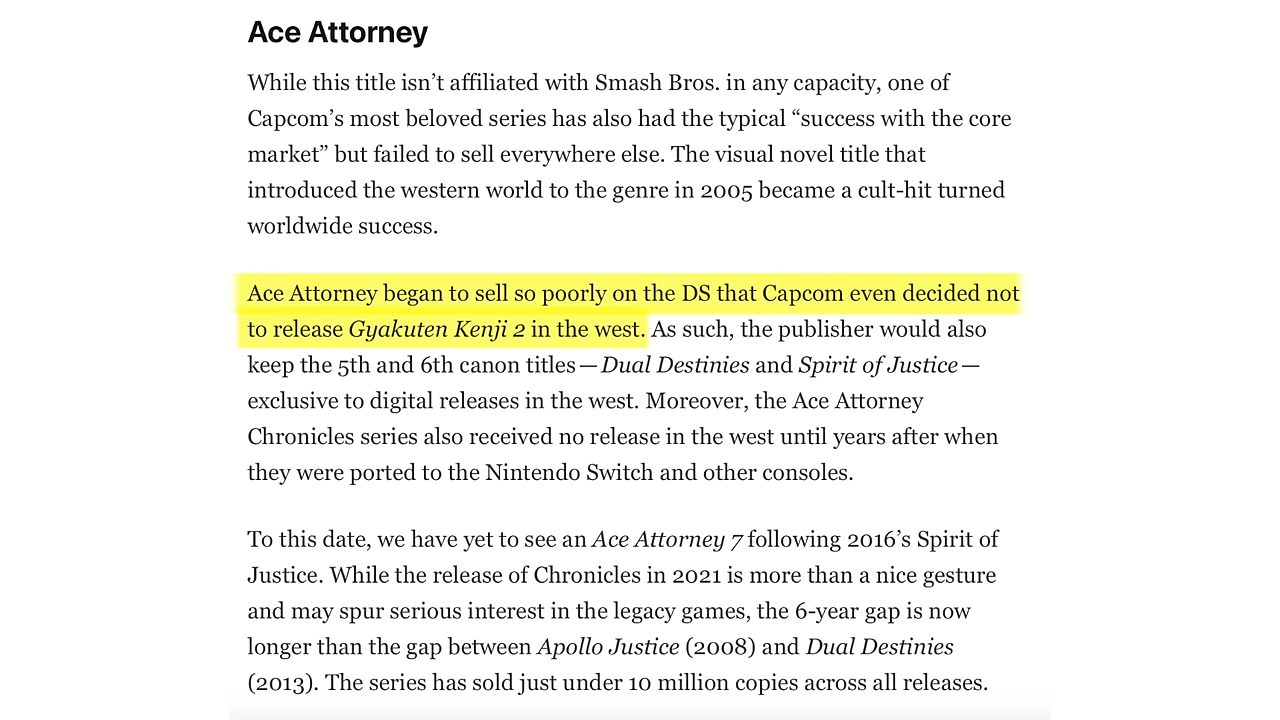 Ace Attorney
While this title isn’t affiliated with Smash Bros. in any capacity, one of
Capcom’s most beloved series has also had the typical “success with the core
market” but failed to sell everywhere else. The visual novel title that
introduced the western world to the genre in 2005 became a cult-hit turned
worldwide success.
Ace Attorney began to sell so poorly on the DS that Capcom even decided not
to release Gyakuten Kenji 2 in the west. As such, the publisher would also
keep the 5th and 6th canon titles — Dual Destinies and Spirit of Justice —
exclusive to digital releases in the west. Moreover, the Ace Attorney
Chronicles series also received no release in the west until years after when
they were ported to the Nintendo Switch and other consoles.
To this date, we have yet to see an Ace Attorney 7 following 2016’s Spirit of
Justice. While the release of Chronicles in 2021 is more than a nice gesture
and may spur serious interest in the legacy games, the 6-year gap is now
longer than the gap between Apollo Justice (2008) and Dual Destinies
(2013). The series has sold just under 10 million copies across all releases.